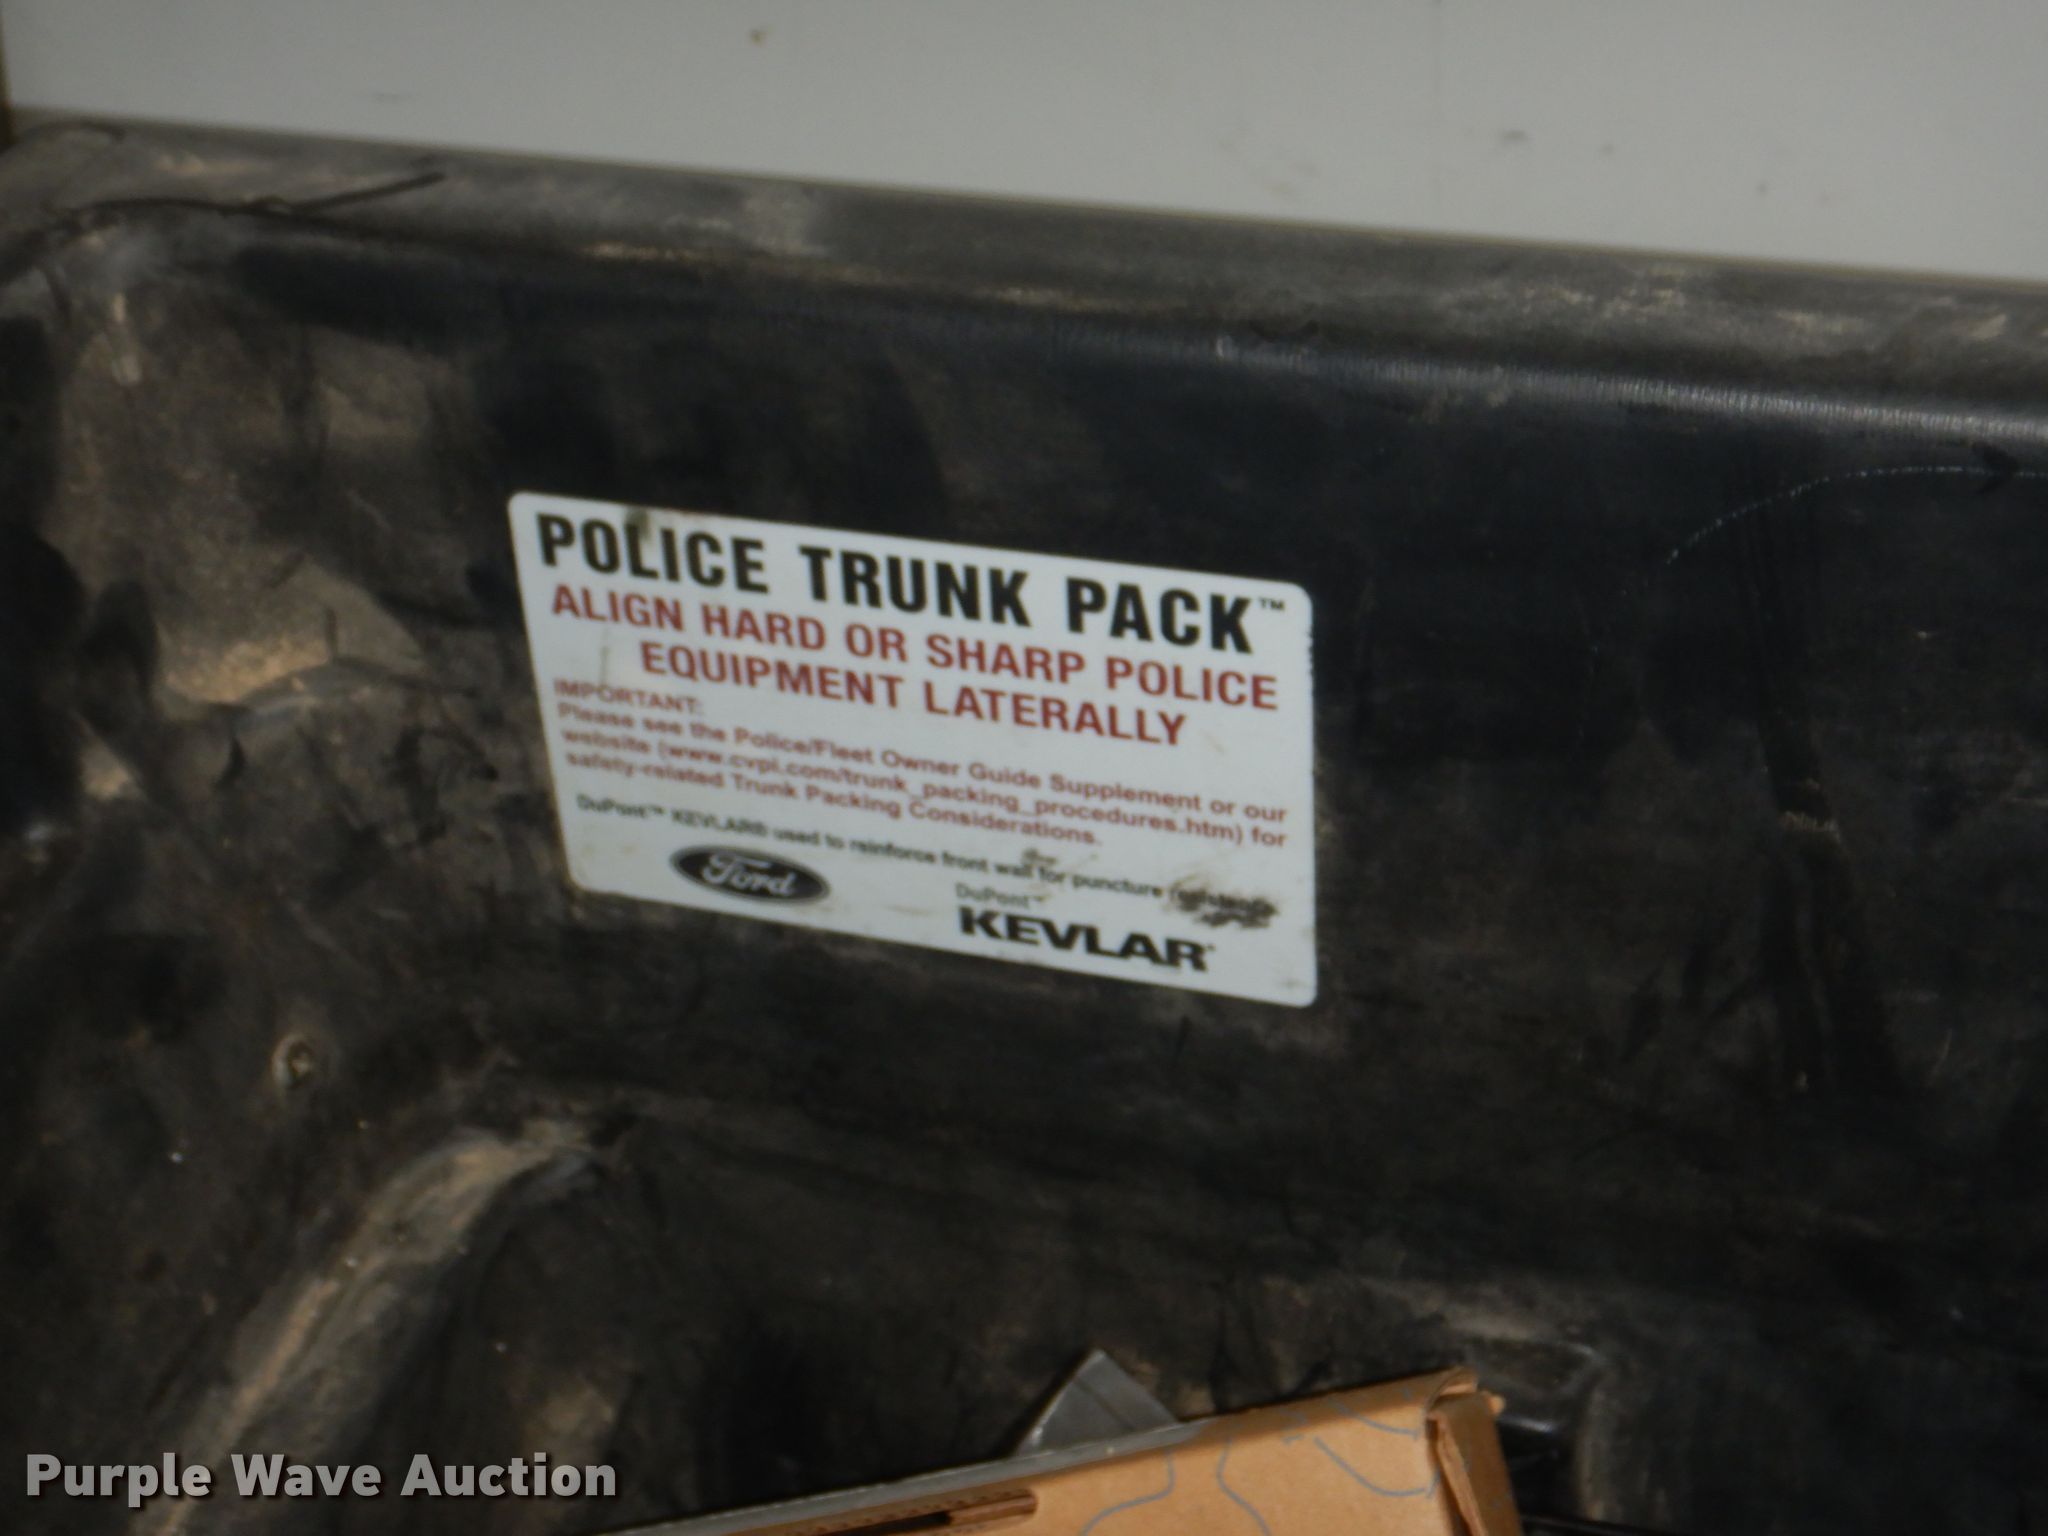 POLICE TRUNK PACK™
ALIGN HARD OR SHARP POLICE
EQUIPMENT LATERALLY
IMPORTANT:
Please see the Police/Fleet Owner Guide Supplement or our
website (www.cvpi.com/trunk_packing_procedures.htm) for
safety-related Trunk Packing Considerations.
DuPont™ KEVLAR® used to reinforce front wall for puncture resistance
Ford
DuPont™
KEVLAR®
Purple Wave Auction